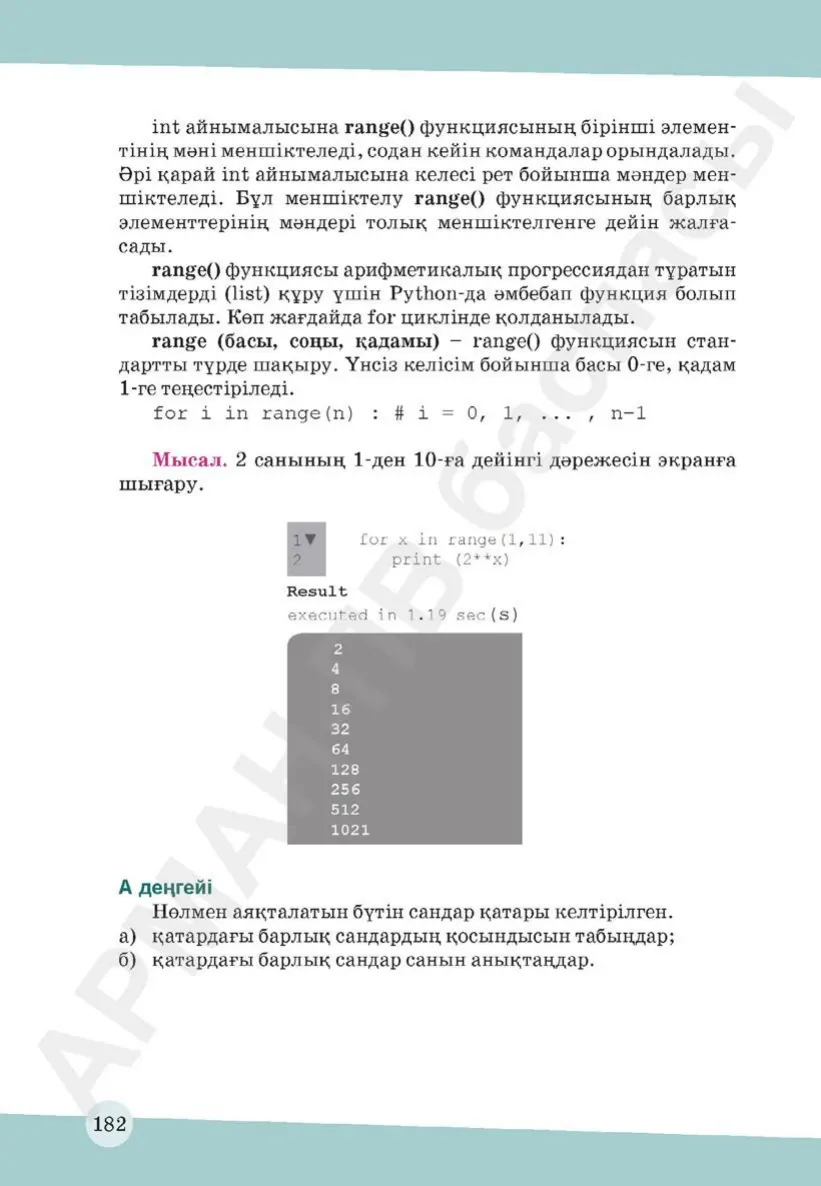 int айнымалысына range() функциясының бірінші элемен-
тінің мәні меншіктеледі, содан кейін командалар орындалады.
Әрі қарай int айнымалысына келесі рет бойынша мәндер мен-
шіктеледі. Бұл меншіктелу range() функциясының барлық
элементтерінің мәндері толық меншіктелгенге дейін жалға-
сады.
range() функциясы арифметикалық прогрессиядан тұратын
тізімдерді (list) құру үшін Python-да әмбебап функция болып
табылады. Көп жағдайда for циклінде қолданылады.
range (басы, соңы, қадамы) – range() функциясын стан-
дартты түрде шақыру. Үнсіз келісім бойынша басы 0-ге, қадам
1-ге теңестіріледі.
for i in range(n) : # i = 0, 1, ... , n-1
Мысал. 2 санының 1-ден 10-ға дейінгі дәрежесін экранға
шығару.
1▼ for x in range(1,11):
2 print (2**x)
Result
executed in 1.19 sec(s)
2
4
8
16
32
64
128
256
512
1021
А деңгейі
Нөлмен аяқталатын бүтін сандар қатары келтірілген.
а) қатардағы барлық сандардың қосындысын табыңдар;
б) қатардағы барлық сандар санын анықтаңдар.
182
АРМАН-ПВ баспасы